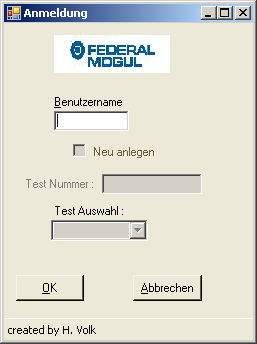 Anmeldung
FEDERAL
MOGUL
Benutzername
Neu anlegen
Test Nummer :
Test Auswahl :
OK
Abbrechen
created by H. Volk